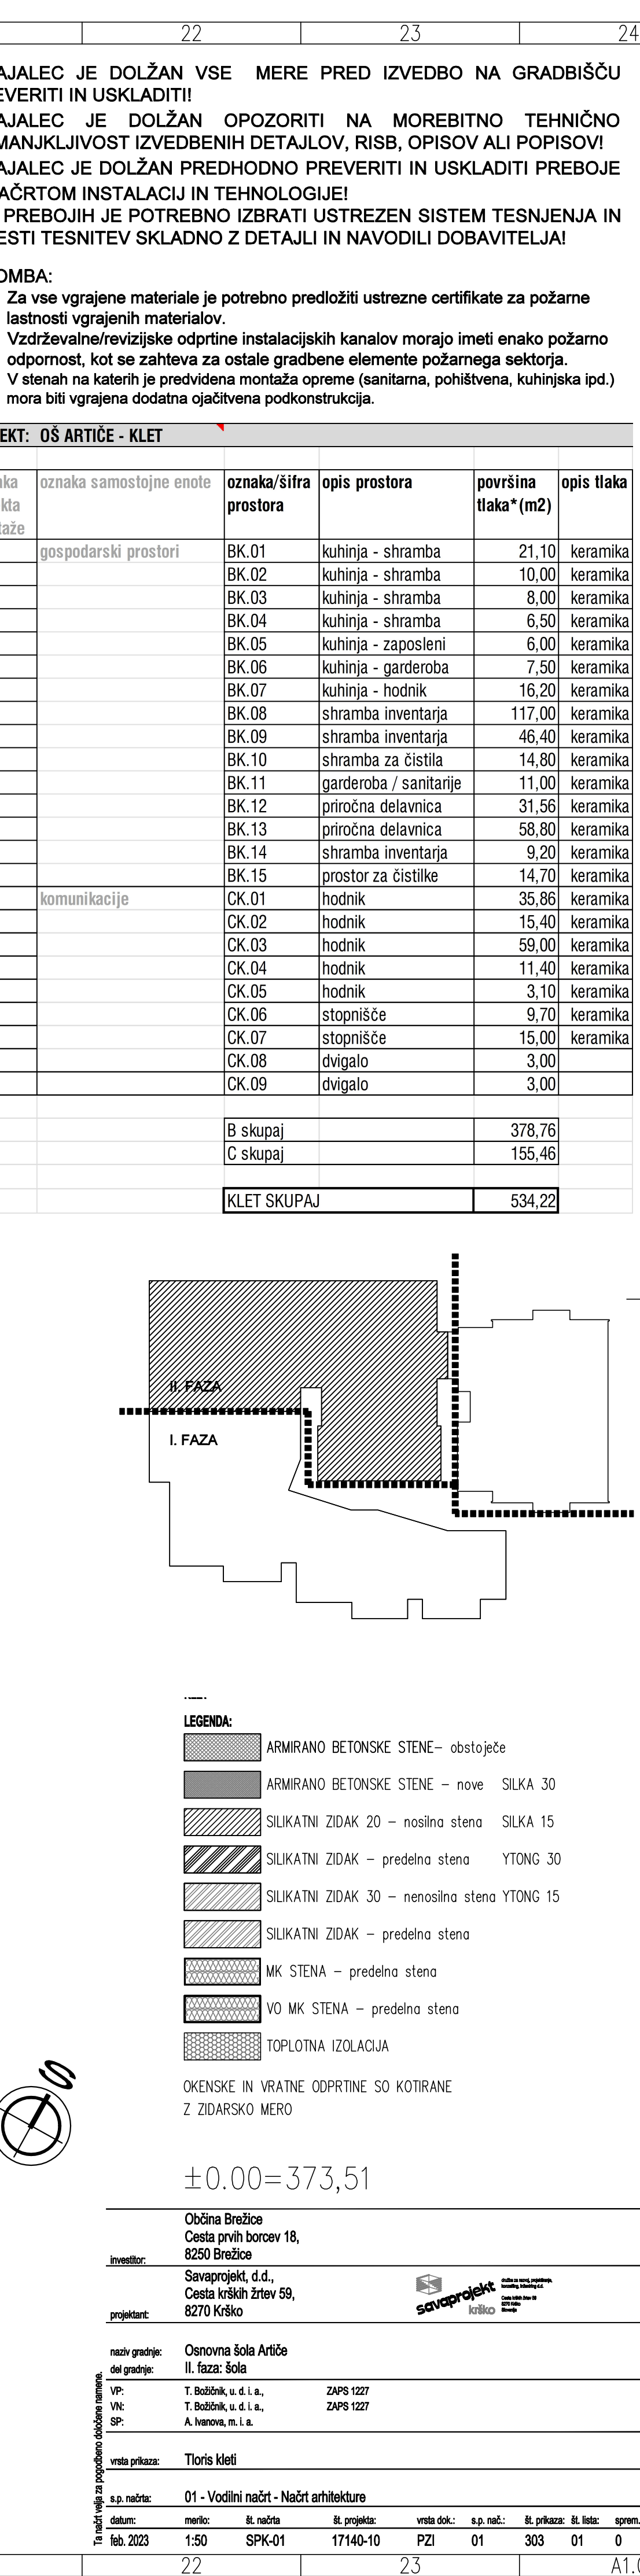 22 23 24
AJALEC JE DOLŽAN VSE MERE PRED IZVEDBO NA GRADBIŠČU
EVERITI IN USKLADITI!
AJALEC JE DOLŽAN OPOZORITI NA MOREBITNO TEHNIČNO
MANJKLJIVOST IZVEDBENIH DETAJLOV, RISB, OPISOV ALI POPISOV!
AJALEC JE DOLŽAN PREDHODNO PREVERITI IN USKLADITI PREBOJE
AČRTOM INSTALACIJ IN TEHNOLOGIJE!
PREBOJIH JE POTREBNO IZBRATI USTREZEN SISTEM TESNJENJA IN
ESTI TESNITEV SKLADNO Z DETAJLI IN NAVODILI DOBAVITELJA!
OMBA:
Za vse vgrajene materiale je potrebno predložiti ustrezne certifikate za požarne
lastnosti vgrajenih materialov.
Vzdrževalne/revizijske odprtine instalacijskih kanalov morajo imeti enako požarno
odpornost, kot se zahteva za ostale gradbene elemente požarnega sektorja.
V stenah na katerih je predvidena montaža opreme (sanitarna, pohištvena, kuhinjska ipd.)
mora biti vgrajena dodatna ojačitvena podkonstrukcija.
EKT: OŠ ARTIČE - KLET
aka oznaka samostojne enote oznaka/šifra opis prostora površina opis tlaka
kta prostora tlaka*(m2)
taže
gospodarski prostori BK.01 kuhinja - shramba 21,10 keramika
BK.02 kuhinja - shramba 10,00 keramika
BK.03 kuhinja - shramba 8,00 keramika
BK.04 kuhinja - shramba 6,50 keramika
BK.05 kuhinja - zaposleni 6,00 keramika
BK.06 kuhinja - garderoba 7,50 keramika
BK.07 kuhinja - hodnik 16,20 keramika
BK.08 shramba inventarja 117,00 keramika
BK.09 shramba inventarja 46,40 keramika
BK.10 shramba za čistila 14,80 keramika
BK.11 garderoba / sanitarije 11,00 keramika
BK.12 priročna delavnica 31,56 keramika
BK.13 priročna delavnica 58,80 keramika
BK.14 shramba inventarja 9,20 keramika
BK.15 prostor za čistilke 14,70 keramika
komunikacije CK.01 hodnik 35,86 keramika
CK.02 hodnik 15,40 keramika
CK.03 hodnik 59,00 keramika
CK.04 hodnik 11,40 keramika
CK.05 hodnik 3,10 keramika
CK.06 stopnišče 9,70 keramika
CK.07 stopnišče 15,00 keramika
CK.08 dvigalo 3,00
CK.09 dvigalo 3,00
B skupaj 378,76
C skupaj 155,46
KLET SKUPAJ 534,22
II. FAZA
I. FAZA
LEGENDA:
ARMIRANO BETONSKE STENE– obstoječe
ARMIRANO BETONSKE STENE – nove SILKA 30
SILIKATNI ZIDAK 20 – nosilna stena SILKA 15
SILIKATNI ZIDAK – predelna stena YTONG 30
SILIKATNI ZIDAK 30 – nenosilna stena YTONG 15
SILIKATNI ZIDAK – predelna stena
MK STENA – predelna stena
VO MK STENA – predelna stena
TOPLOTNA IZOLACIJA
OKENSKE IN VRATNE ODPRTINE SO KOTIRANE
Z ZIDARSKO MERO
S
±0.00=373,51
Občina Brežice
Cesta prvih borcev 18,
investitor: 8250 Brežice
Savaprojekt, d.d.,
Cesta krških žrtev 59,
projektant: 8270 Krško
savaprojekt
krško
naziv gradnje: Osnovna šola Artiče
del gradnje: II. faza: šola
VP: T. Božičnik, u. d. i. a., ZAPS 1227
VN: T. Božičnik, u. d. i. a., ZAPS 1227
SP: A. Ivanova, m. i. a.
Ta načrt velja za pogodbeno določene namene.
vrsta prikaza: Tloris kleti
s.p. načrta: 01 - Vodilni načrt - Načrt arhitekture
datum: merilo: št. načrta št. projekta: vrsta dok.: s.p. nač.: št. prikaza: št. lista: sprem.
feb. 2023 1:50 SPK-01 17140-10 PZI 01 303 01 0
22 23